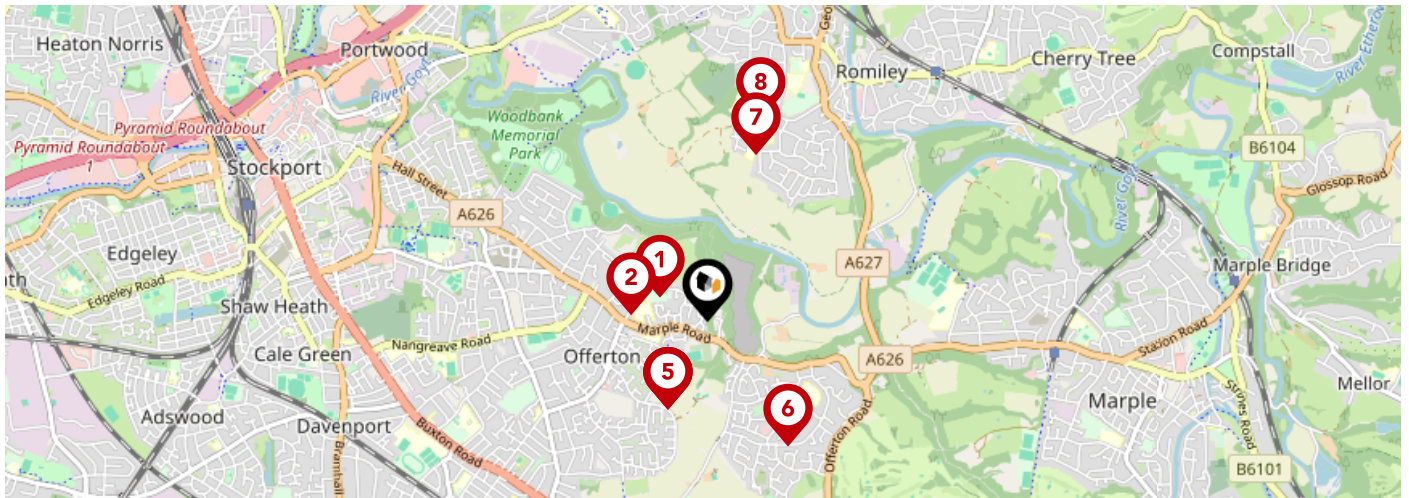 Heaton Norris
Portwood
River Goyt
Romiley
Cherry Tree
Compstall
River Etherow
Geo
8
7
Woodbank
Memorial
Park
Pyramid Roundabout
Pyramid Roundabout
1
Stockport
Hall Street
A626
B6104
Glossop Road
River Goyt
Edgeley
Edgeley Road
ath
Shaw Heath
1
2
A627
Marple Bridge
Marple Road
Nangreave Road
Cale Green
Offerton
5
A626
Station Road
Mellor
6
Marple
Strines Road
Adswood
Davenport
Buxton Road
Bramhall
Offerton Road
B6101